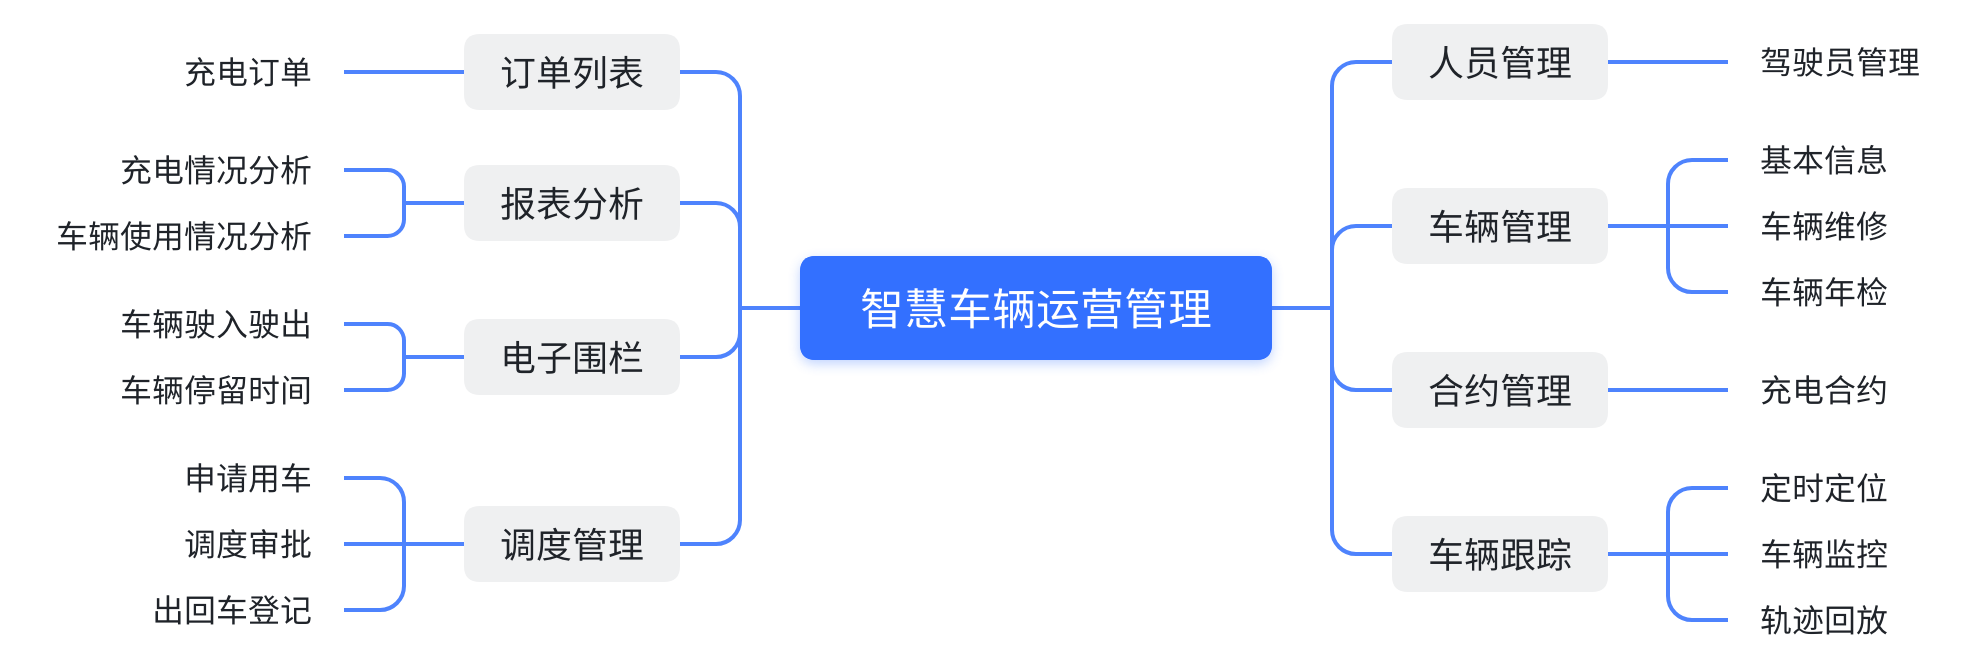 智慧车辆运营管理
订单列表
充电订单
报表分析
充电情况分析
车辆使用情况分析
电子围栏
车辆驶入驶出
车辆停留时间
调度管理
申请用车
调度审批
出回车登记
人员管理
驾驶员管理
车辆管理
基本信息
车辆维修
车辆年检
合约管理
充电合约
车辆跟踪
定时定位
车辆监控
轨迹回放